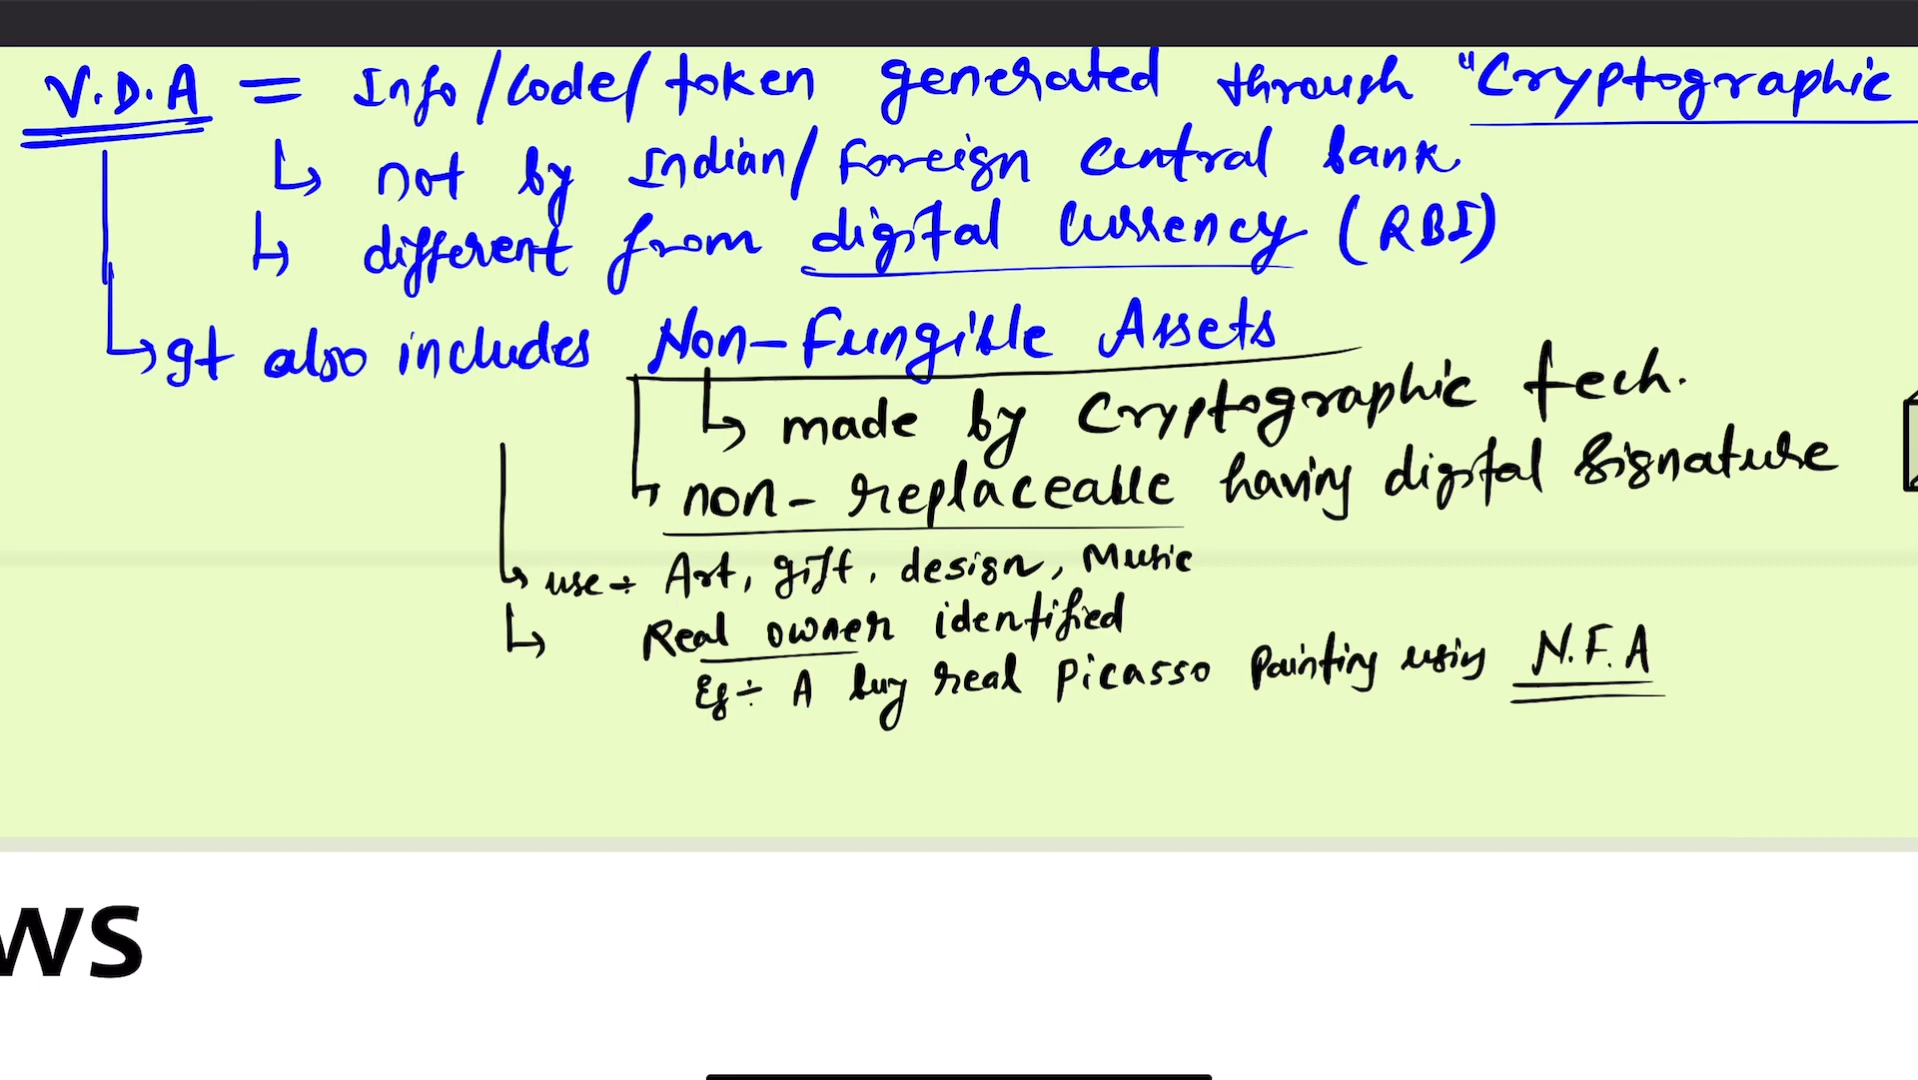 V.D.A = Info/Code/token generated through "Cryptographic
↳ not by Indian/Foreign Central bank
↳ different from digital Currency (RBI)
↳ It also includes Non-Fungible Assets
↳ made by Cryptographic tech.
↳ non-replaceable having digital Signature
↳ use ÷ Art, gift, design, Music
↳ Real owner identified
Eg ÷ A buy real Picasso Painting using N.F.A
ws